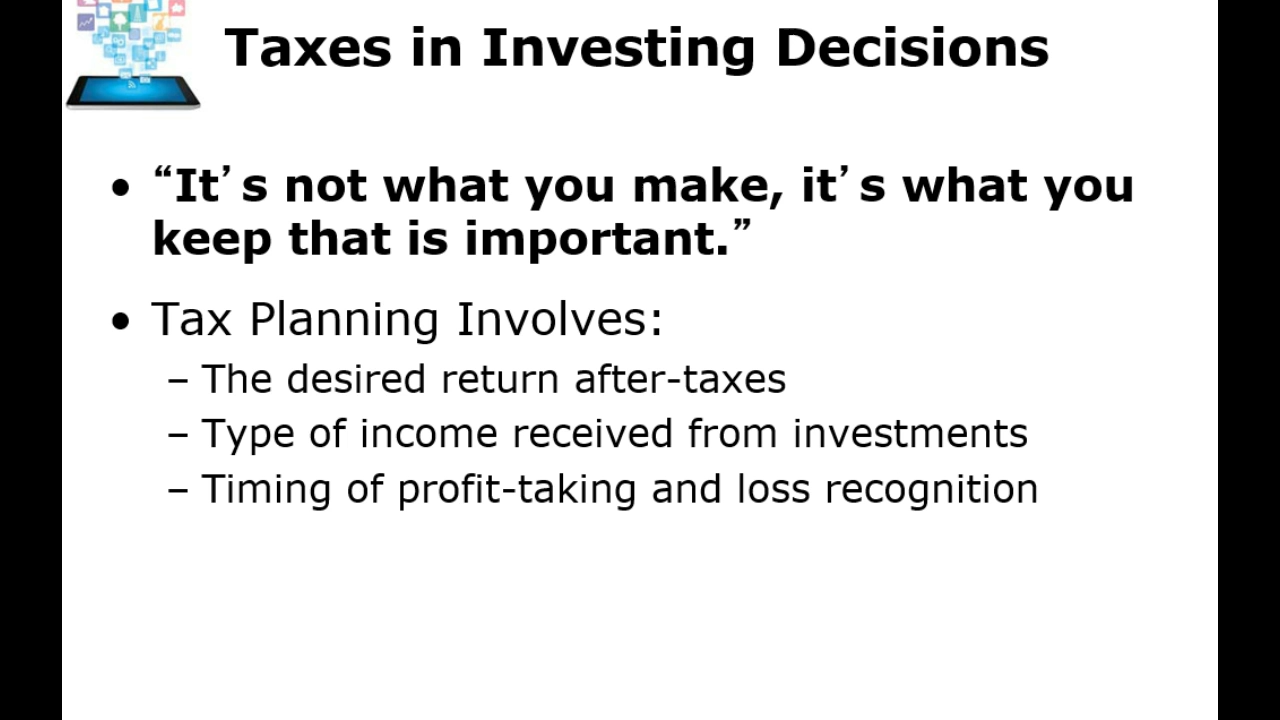 Taxes in Investing Decisions
• “It’s not what you make, it’s what you
keep that is important.”
• Tax Planning Involves:
– The desired return after-taxes
– Type of income received from investments
– Timing of profit-taking and loss recognition